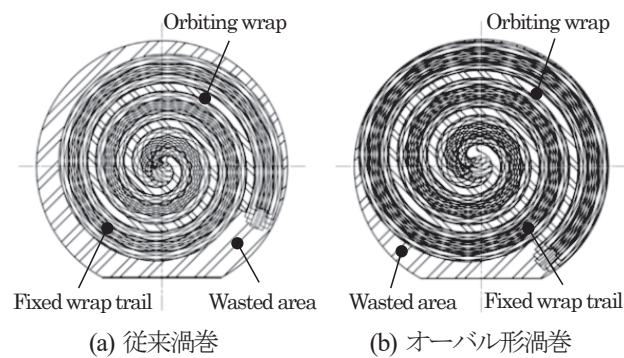 Orbiting wrap
Orbiting wrap
Fixed wrap trail
Wasted area
Wasted area
Fixed wrap trail
(a) 従来渦巻
(b) オーバル形渦巻